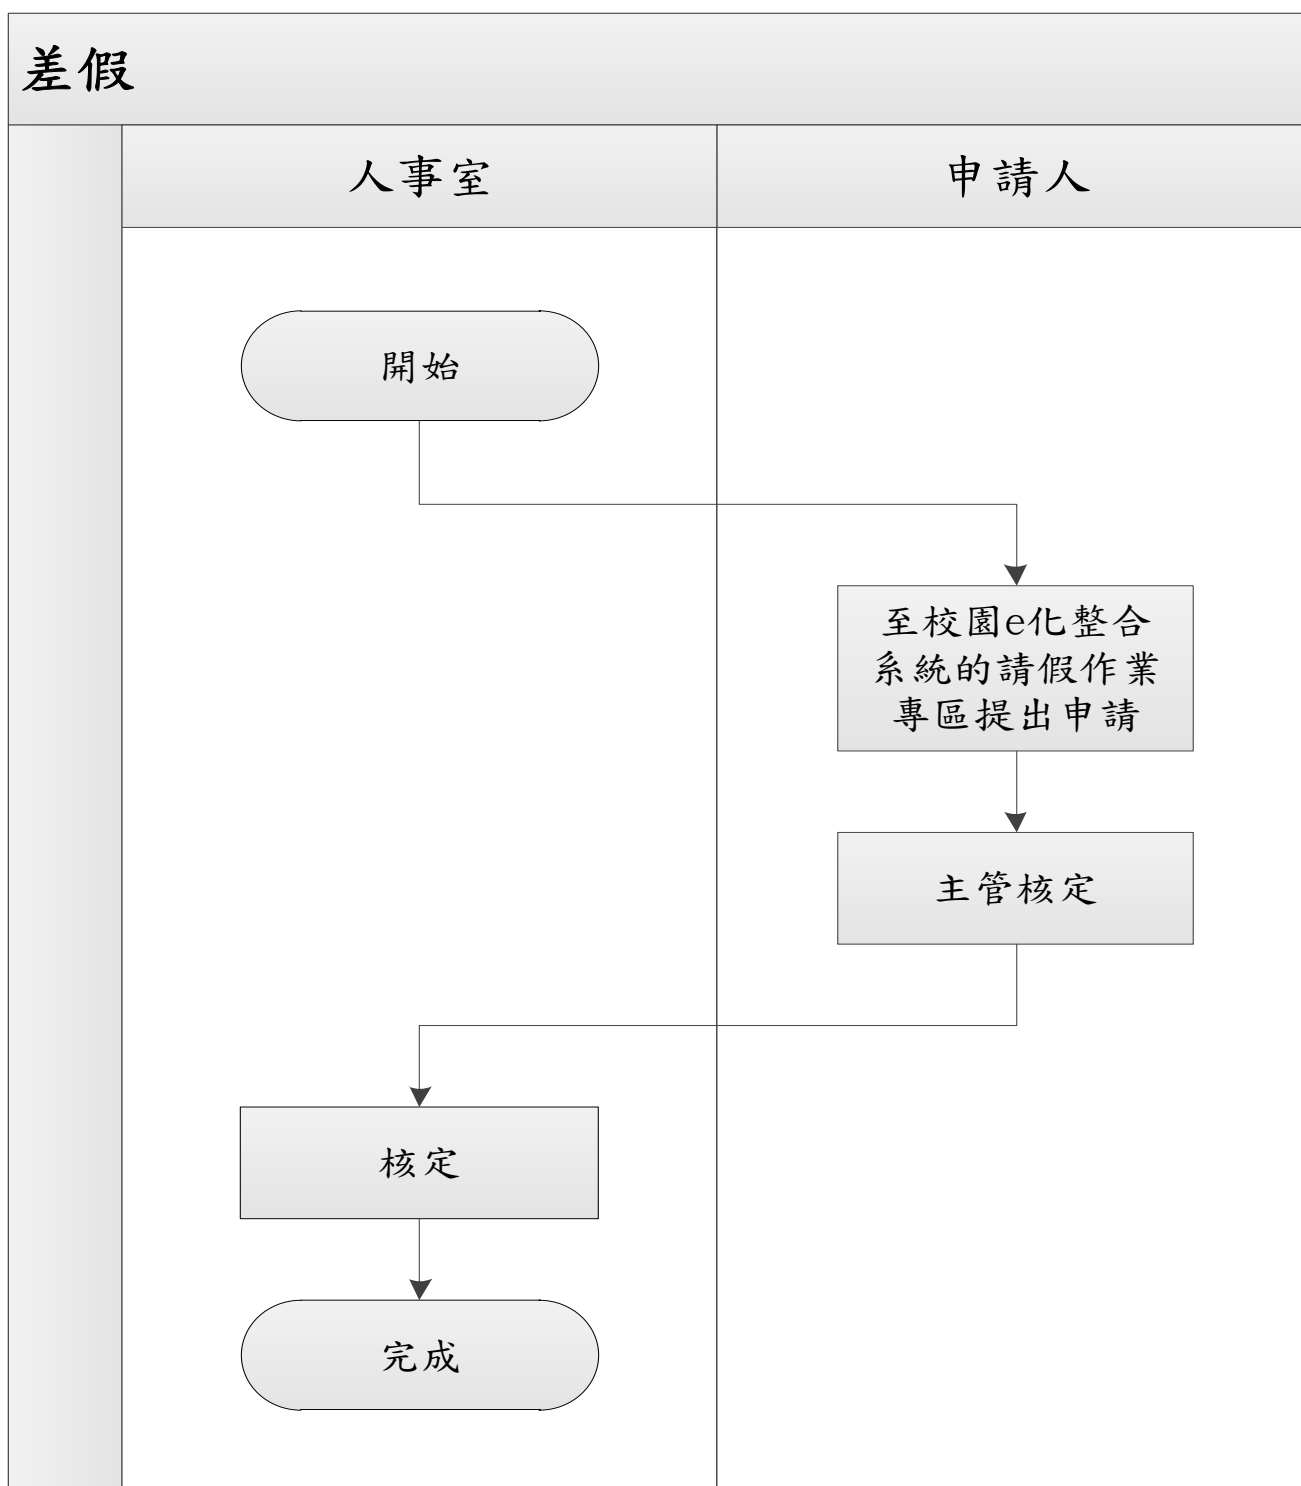 差假
人事室
申請人
開始
至校園e化整合
系統的請假作業
專區提出申請
主管核定
核定
完成